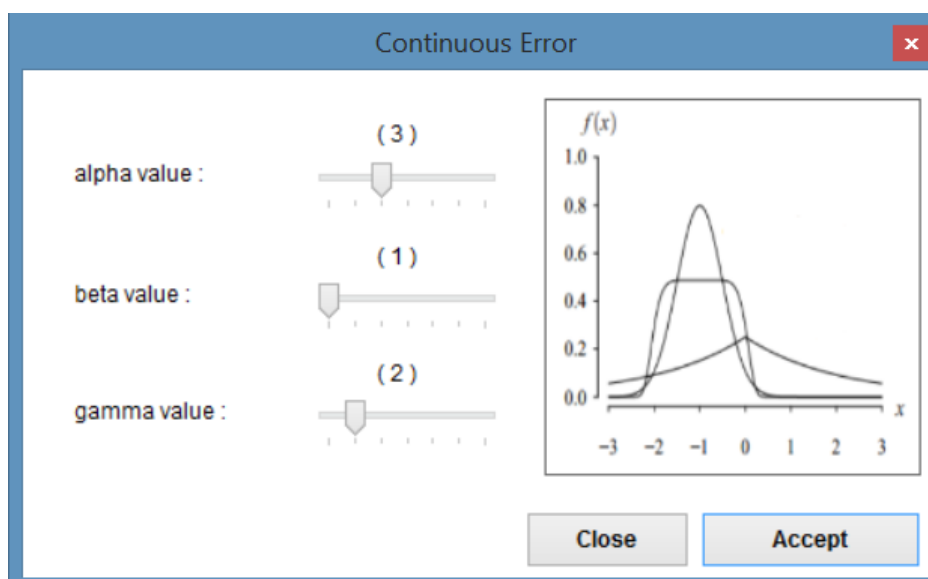 Continuous Error
x
alpha value :
( 3 )
beta value :
( 1 )
gamma value :
( 2 )
f(x)
1.0
0.8
0.6
0.4
0.2
0.0
x
-3 -2 -1 0 1 2 3
Close
Accept